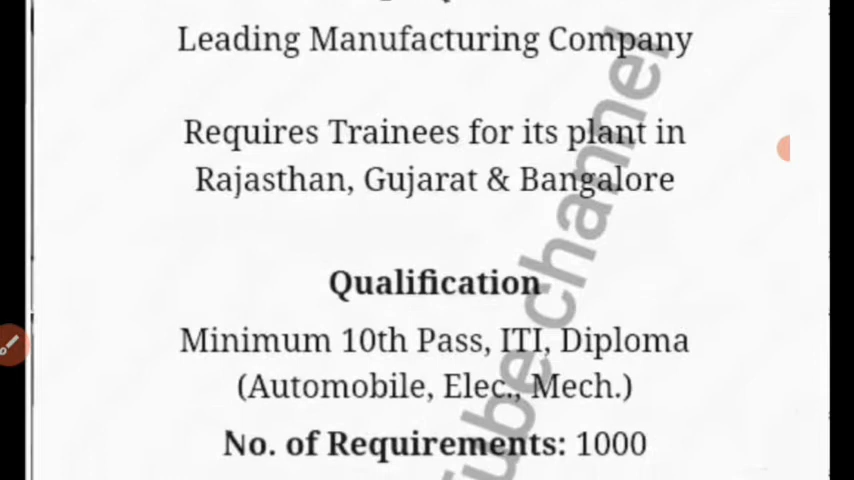 Leading Manufacturing Company
Requires Trainees for its plant in
Rajasthan, Gujarat & Bangalore
Qualification
Minimum 10th Pass, ITI, Diploma
(Automobile, Elec., Mech.)
No. of Requirements: 1000
channel